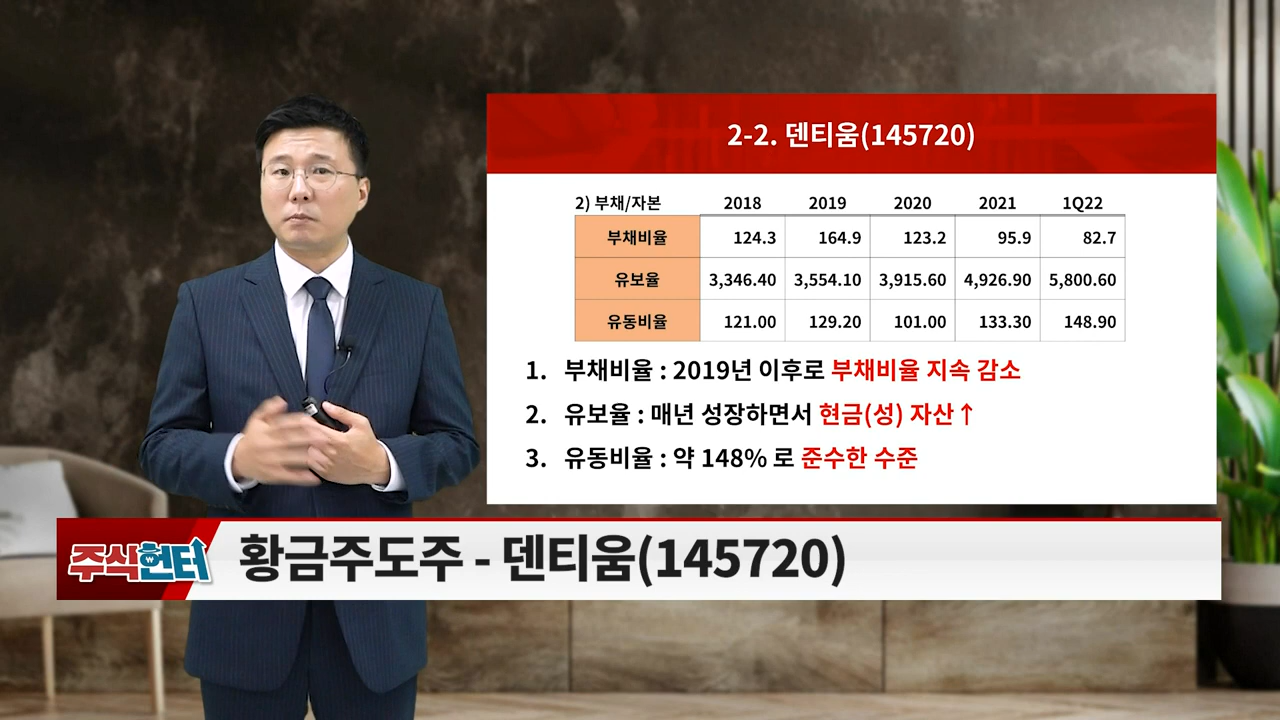 2-2. 덴티움(145720)
2) 부채/자본 2018 2019 2020 2021 1Q22
부채비율 124.3 164.9 123.2 95.9 82.7
유보율 3,346.40 3,554.10 3,915.60 4,926.90 5,800.60
유동비율 121.00 129.20 101.00 133.30 148.90
1. 부채비율 : 2019년 이후로 부채비율 지속 감소
2. 유보율 : 매년 성장하면서 현금(성) 자산↑
3. 유동비율 : 약 148% 로 준수한 수준
주식헌터 황금주도주 - 덴티움(145720)